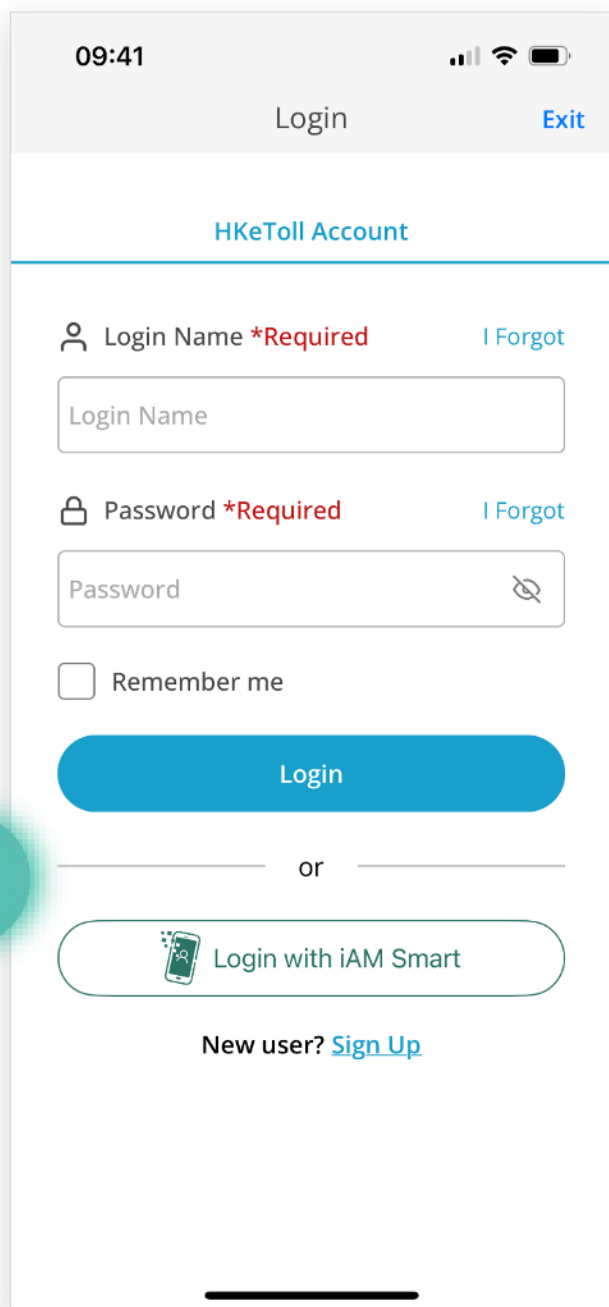 09:41
Login Exit
HKeToll Account
Login Name *Required I Forgot
Login Name
Password *Required I Forgot
Password
Remember me
Login
or
Login with iAM Smart
New user? Sign Up